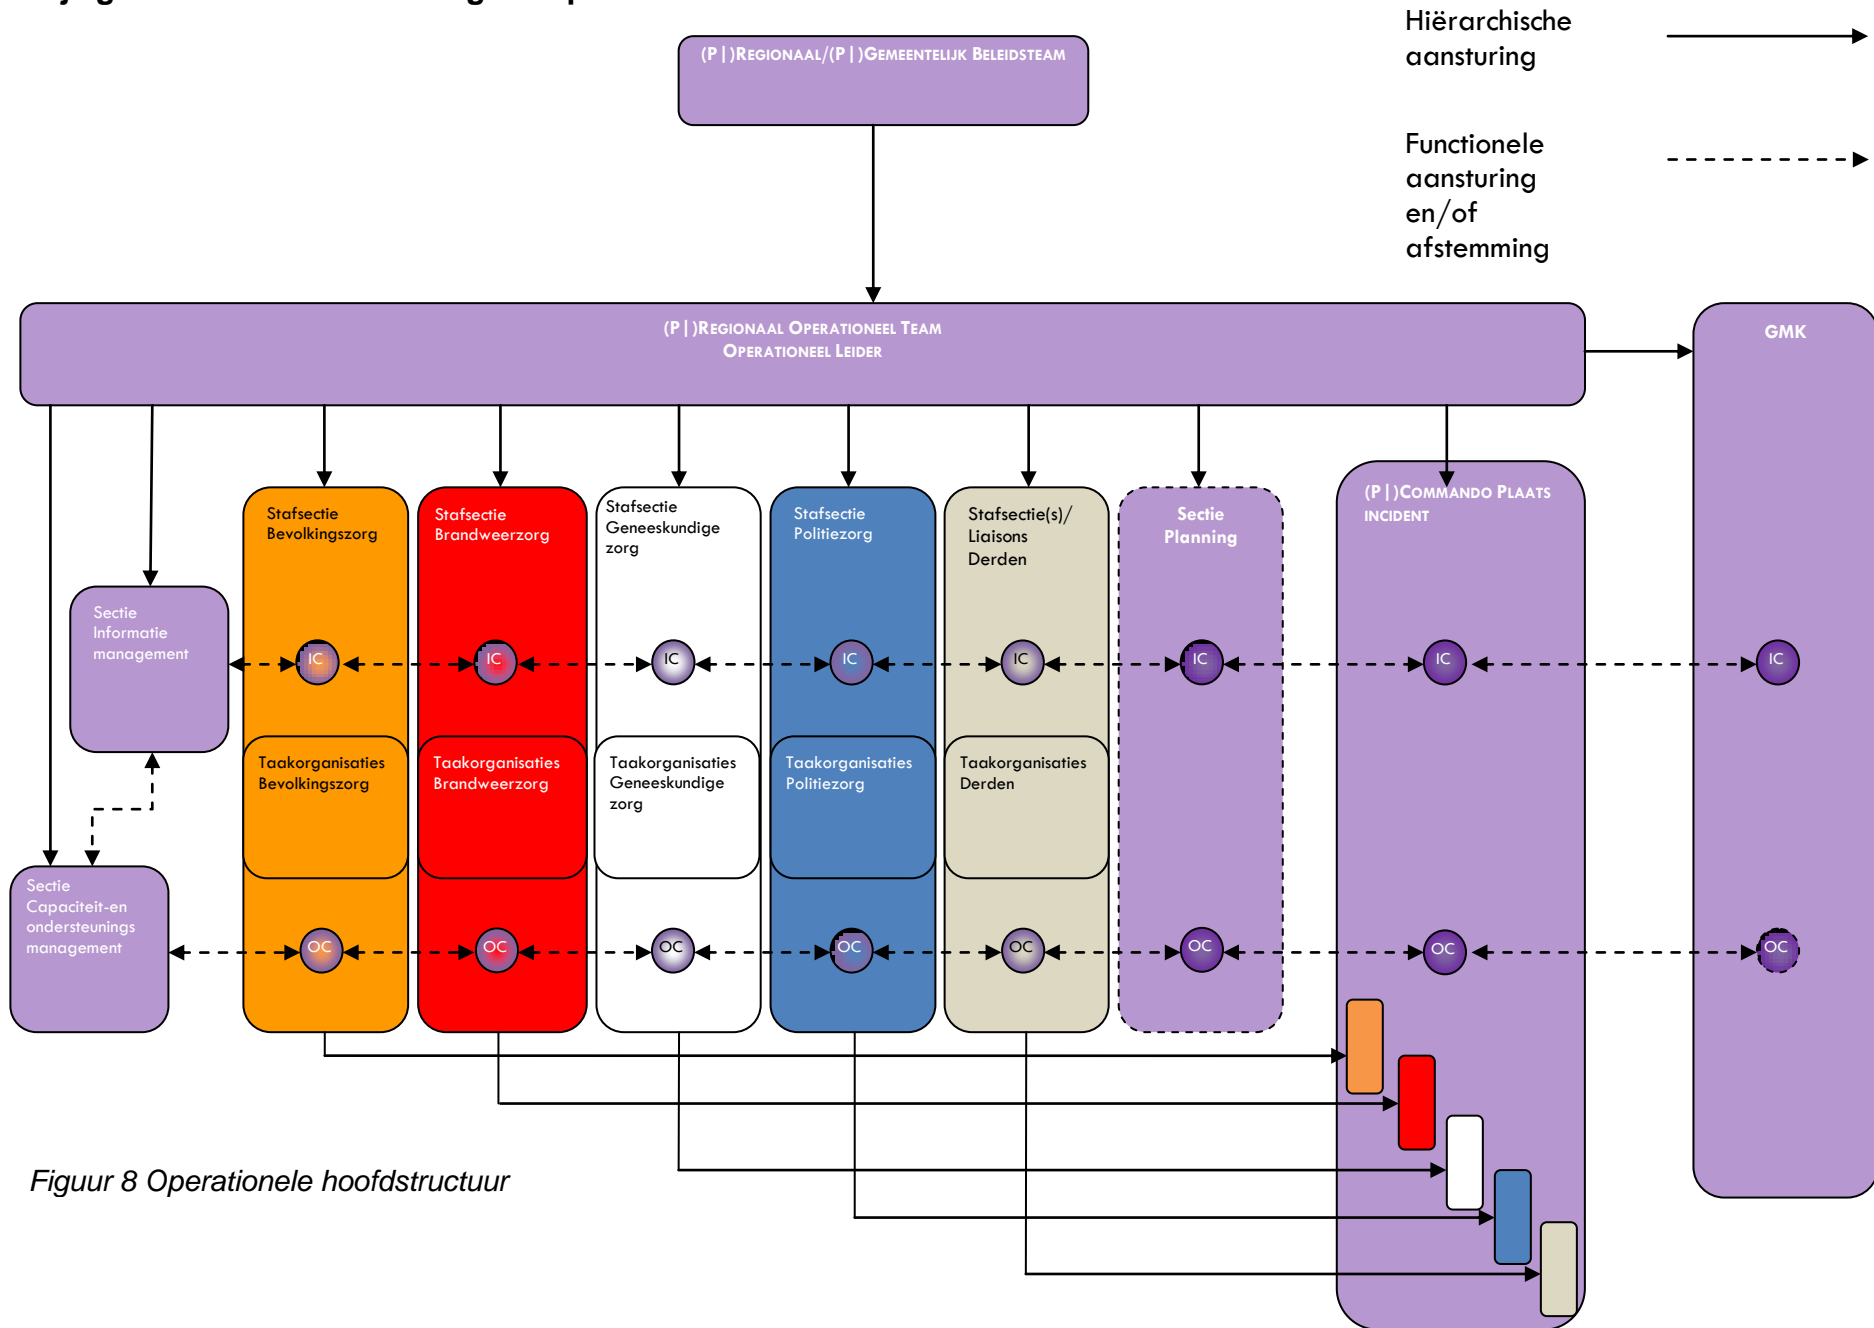 Hiërarchische
aansturing
Functionele
aansturing
en/of
afstemming
(P|)REGIONAAL/(P|)GEMEENTELIJK BELEIDSTEAM
(P|)REGIONAAL OPERATIONEEL TEAM
OPERATIONEEL LEIDER
GMK
Stafsectie
Bevolkingszorg
Stafsectie
Brandweerzorg
Stafsectie
Geneeskundige
zorg
Stafsectie
Politiezorg
Stafsectie(s)/
Liaisons
Derden
Sectie
Planning
(P|)COMMANDO PLAATS
INCIDENT
Sectie
Informatie
management
IC
IC
IC
IC
IC
IC
IC
IC
Taakorganisaties
Bevolkingszorg
Taakorganisaties
Brandweerzorg
Taakorganisaties
Geneeskundige
zorg
Taakorganisaties
Politiezorg
Taakorganisaties
Derden
Sectie
Capaciteit-en
ondersteunings
management
OC
OC
OC
OC
OC
OC
OC
OC
Figuur 8 Operationele hoofdstructuur